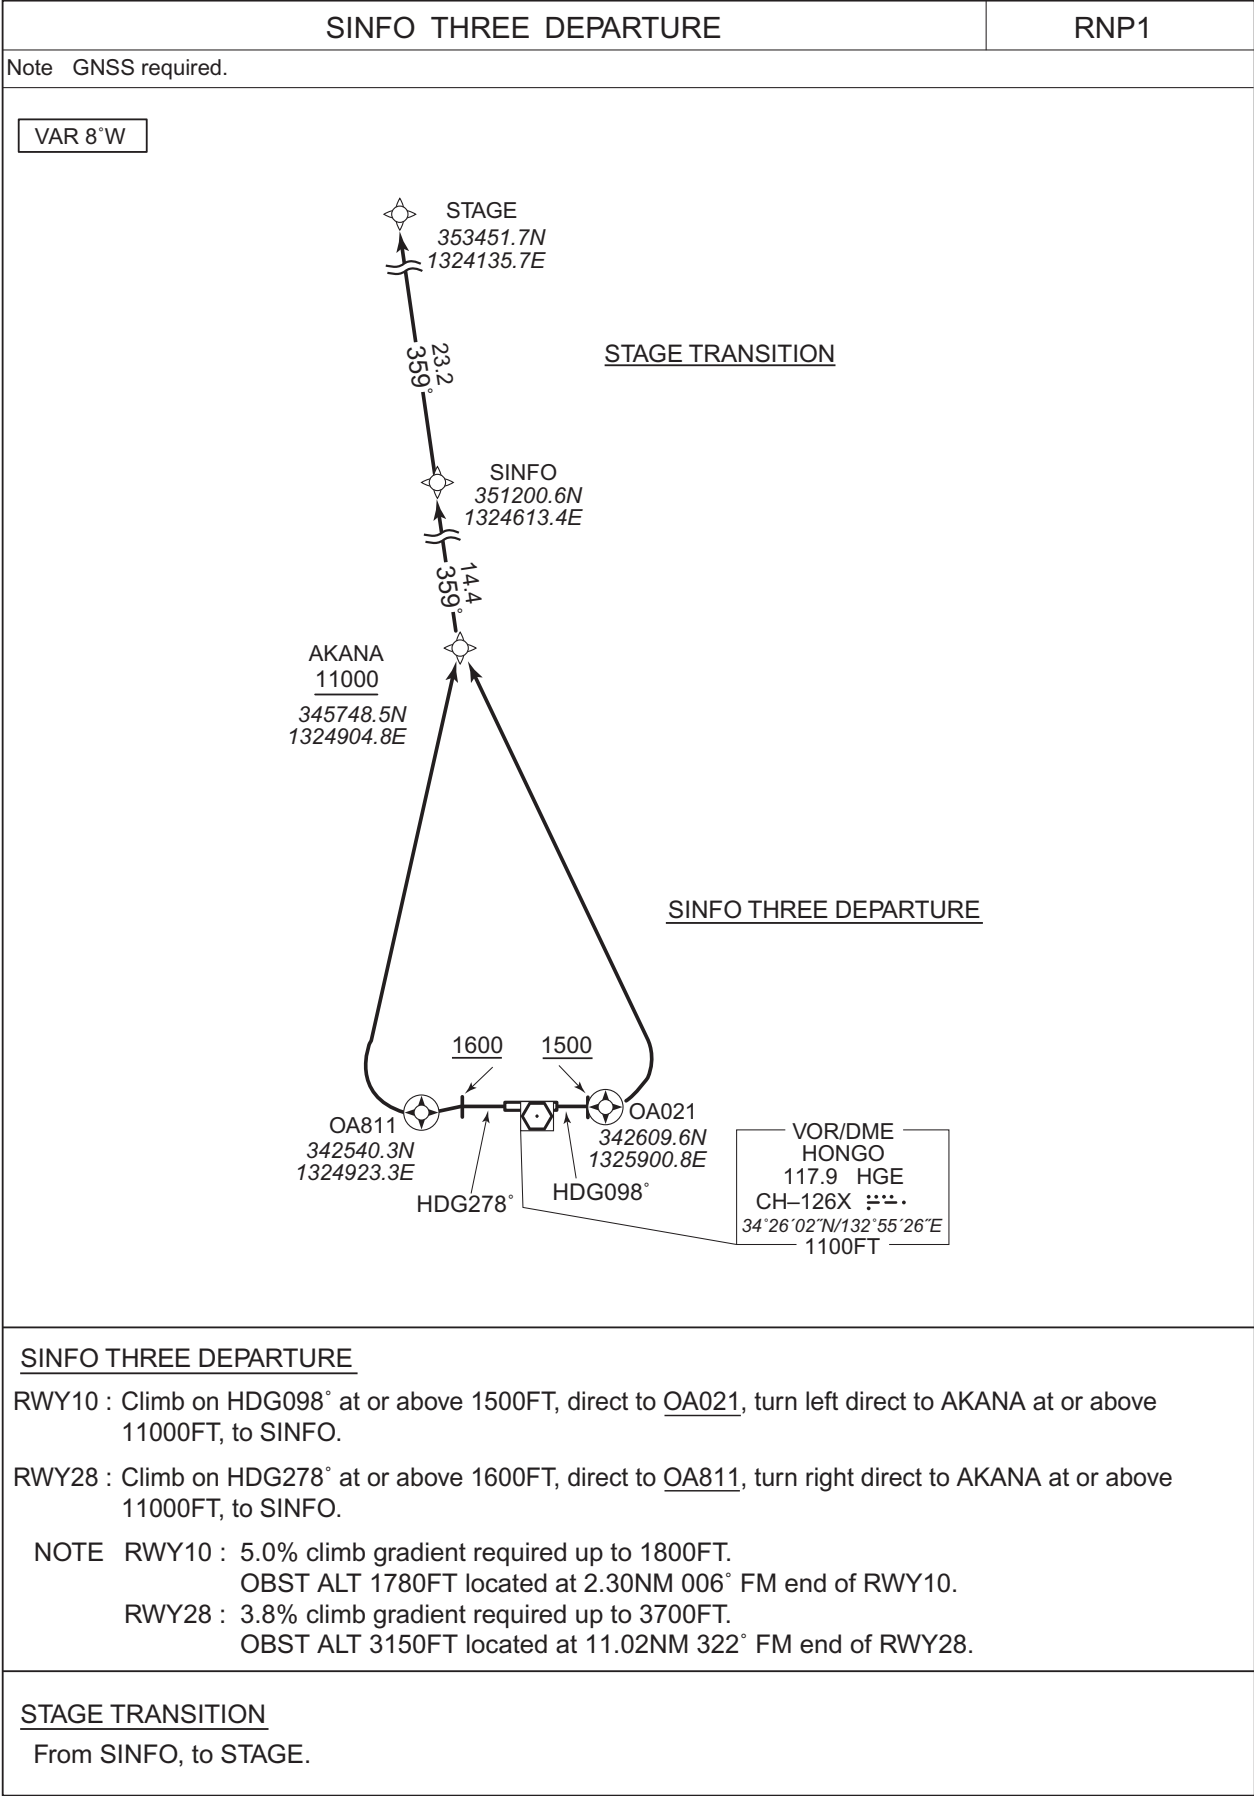 SINFO THREE DEPARTURE
RNP1
Note GNSS required.
VAR 8˚W
STAGE
353451.7N
1324135.7E
23.2
359˚
STAGE TRANSITION
SINFO
351200.6N
1324613.4E
14.4
359˚
AKANA
11000
345748.5N
1324904.8E
SINFO THREE DEPARTURE
1600
1500
OA811
342540.3N
1324923.3E
OA021
342609.6N
1325900.8E
HDG278˚
HDG098˚
VOR/DME
HONGO
117.9 HGE
CH–126X
34˚26´02˝N/132˚55´26˝E
1100FT
SINFO THREE DEPARTURE
RWY10 : Climb on HDG098˚ at or above 1500FT, direct to OA021, turn left direct to AKANA at or above
11000FT, to SINFO.
RWY28 : Climb on HDG278˚ at or above 1600FT, direct to OA811, turn right direct to AKANA at or above
11000FT, to SINFO.
NOTE RWY10 : 5.0% climb gradient required up to 1800FT.
OBST ALT 1780FT located at 2.30NM 006˚ FM end of RWY10.
RWY28 : 3.8% climb gradient required up to 3700FT.
OBST ALT 3150FT located at 11.02NM 322˚ FM end of RWY28.
STAGE TRANSITION
From SINFO, to STAGE.